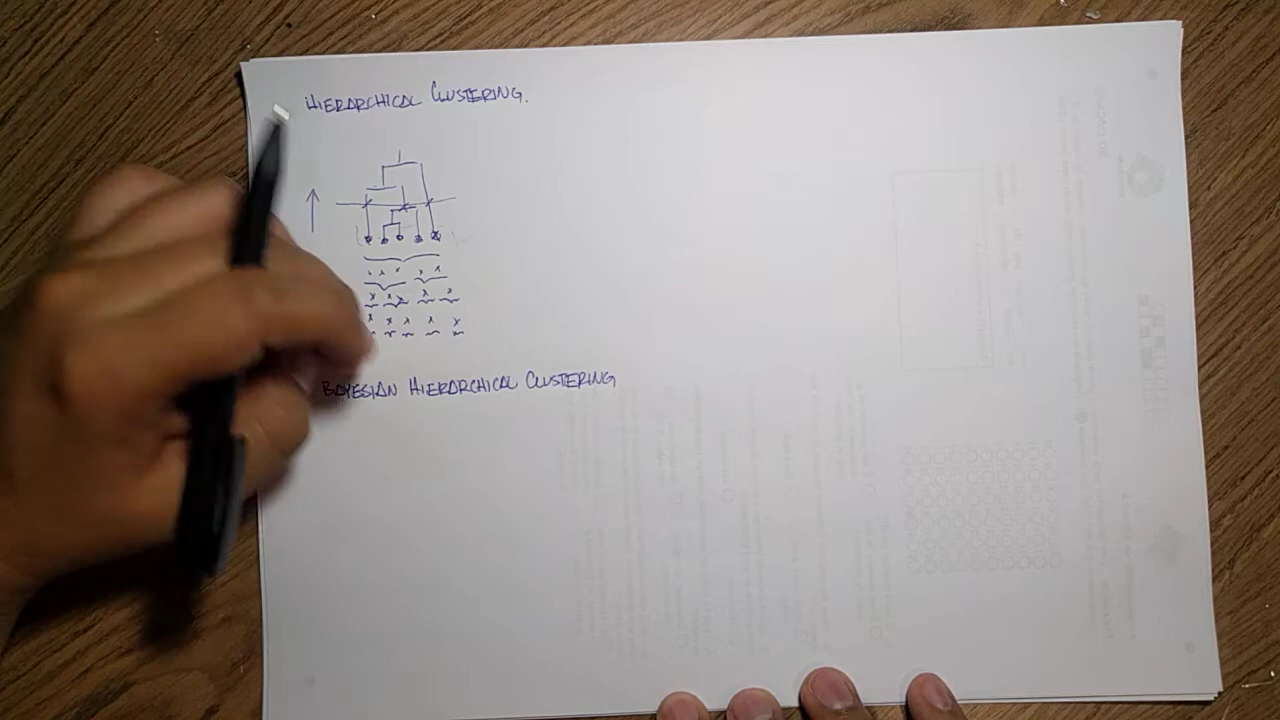 HIERARCHICAL CLUSTERING.
BAYESIAN HIERARCHICAL CLUSTERING